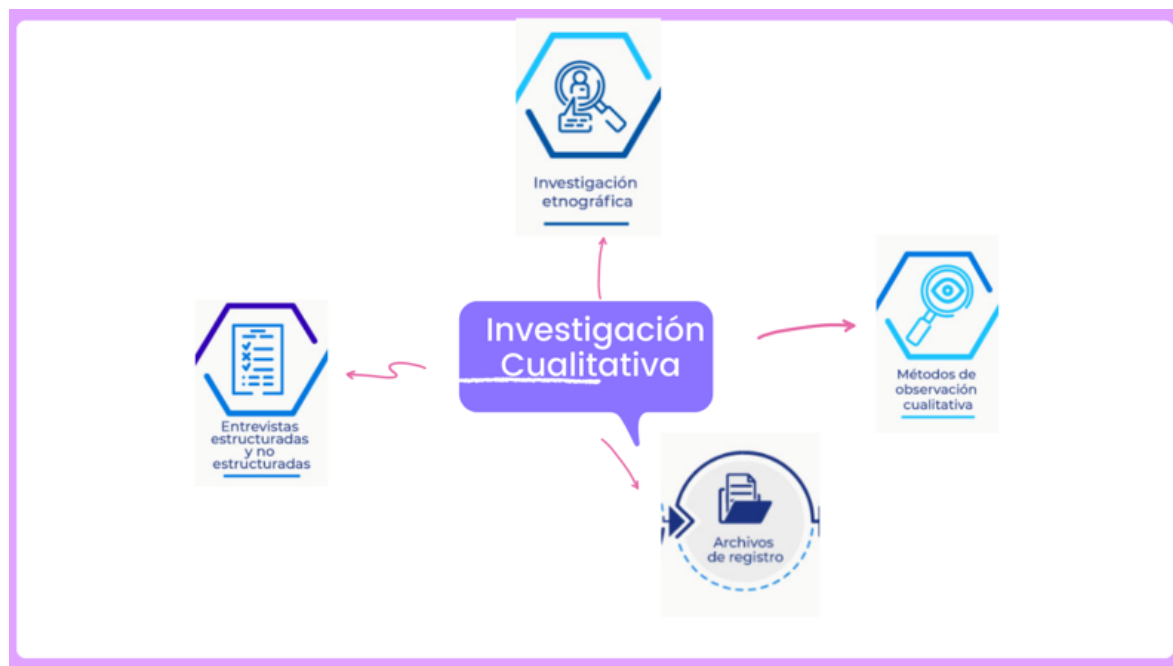 Investigación
etnográfica
Investigación
Cualitativa
Métodos de
observación
cualitativa
Entrevistas
estructuradas
y no
estructuradas
Archivos
de registro